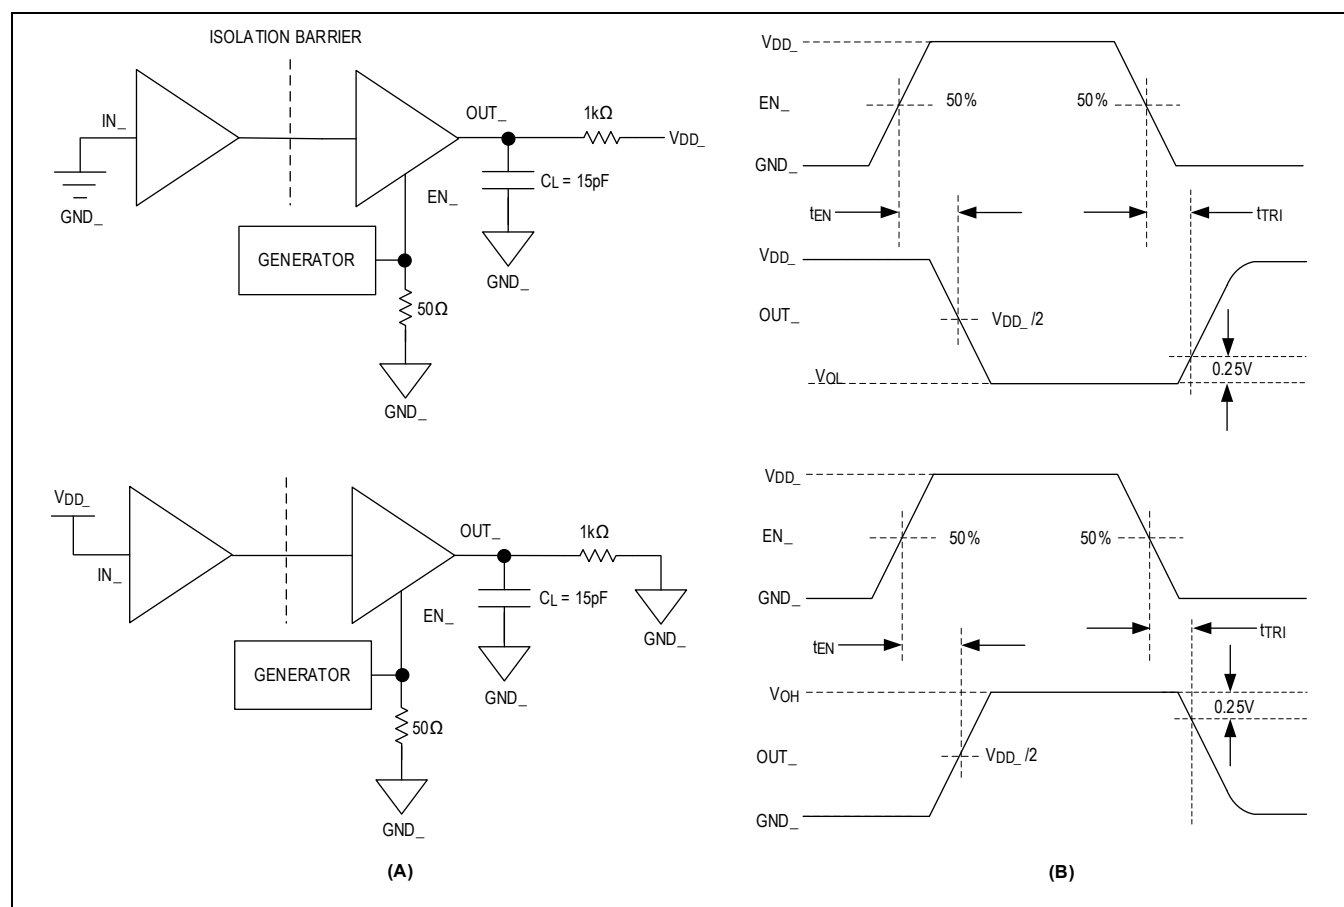 ISOLATION BARRIER
IN_
OUT_
1kΩ
VDD_
EN_
CL = 15pF
GND_
GENERATOR
GND_
50Ω
GND_
VDD_
IN_
OUT_
1kΩ
EN_
CL = 15pF
GND_
GENERATOR
GND_
50Ω
GND_
(A)
VDD_
EN_
50%
50%
GND_
tEN
tTRI
VDD_
OUT_
VDD_ /2
0.25V
VOL
VDD_
EN_
50%
50%
GND_
tEN
tTRI
VOH
0.25V
OUT_
VDD_ /2
GND_
(B)